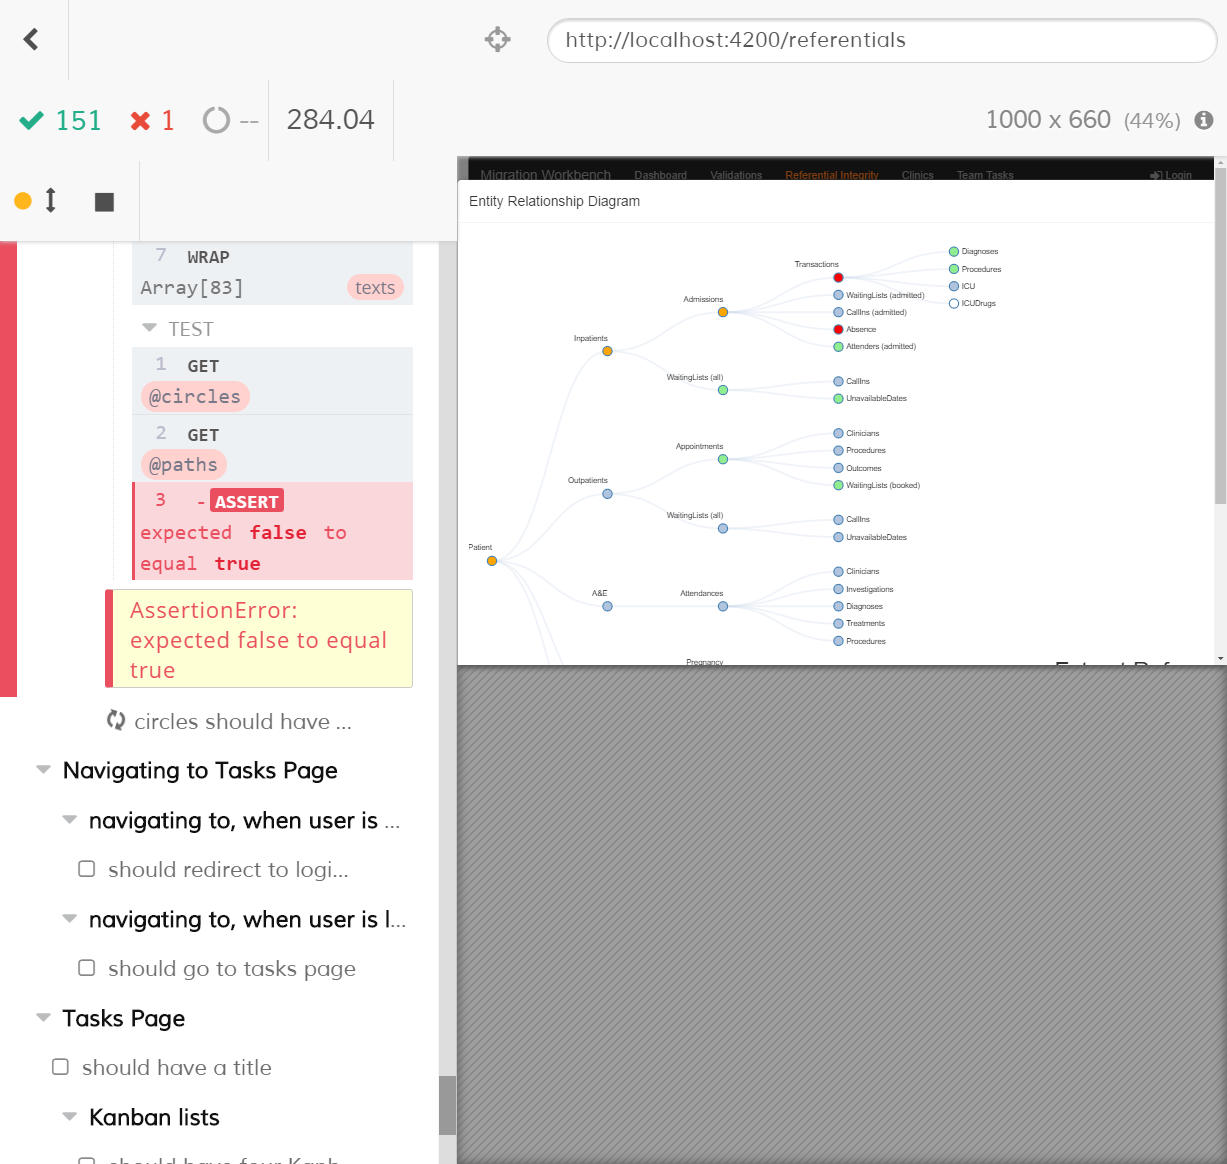 http://localhost:4200/referentials
151 1 -- 284.04
1000 x 660 (44%)
7 WRAP
Array[83] texts
TEST
1 GET
@circles
2 GET
@paths
3 -ASSERT
expected false to
equal true
AssertionError:
expected false to equal
true
circles should have ...
Navigating to Tasks Page
navigating to, when user is ...
should redirect to logi...
navigating to, when user is l...
should go to tasks page
Tasks Page
should have a title
Kanban lists
should have four Kanb
Migration Workbench Dashboard Validations Referential Integrity Clinics Team Tasks Login
Entity Relationship Diagram
Diagnoses
Transactions
Procedures
ICU
WaitingLists (admitted)
Admissions
ICUDrugs
CallIns (admitted)
Absence
Inpatients
Attenders (admitted)
WaitingLists (all)
CallIns
UnavailableDates
Clinicians
Appointments
Procedures
Outcomes
Outpatients
WaitingLists (booked)
WaitingLists (all)
CallIns
UnavailableDates
Patient
Clinicians
A&E
Attendances
Investigations
Diagnoses
Treatments
Procedures
Pregnancy